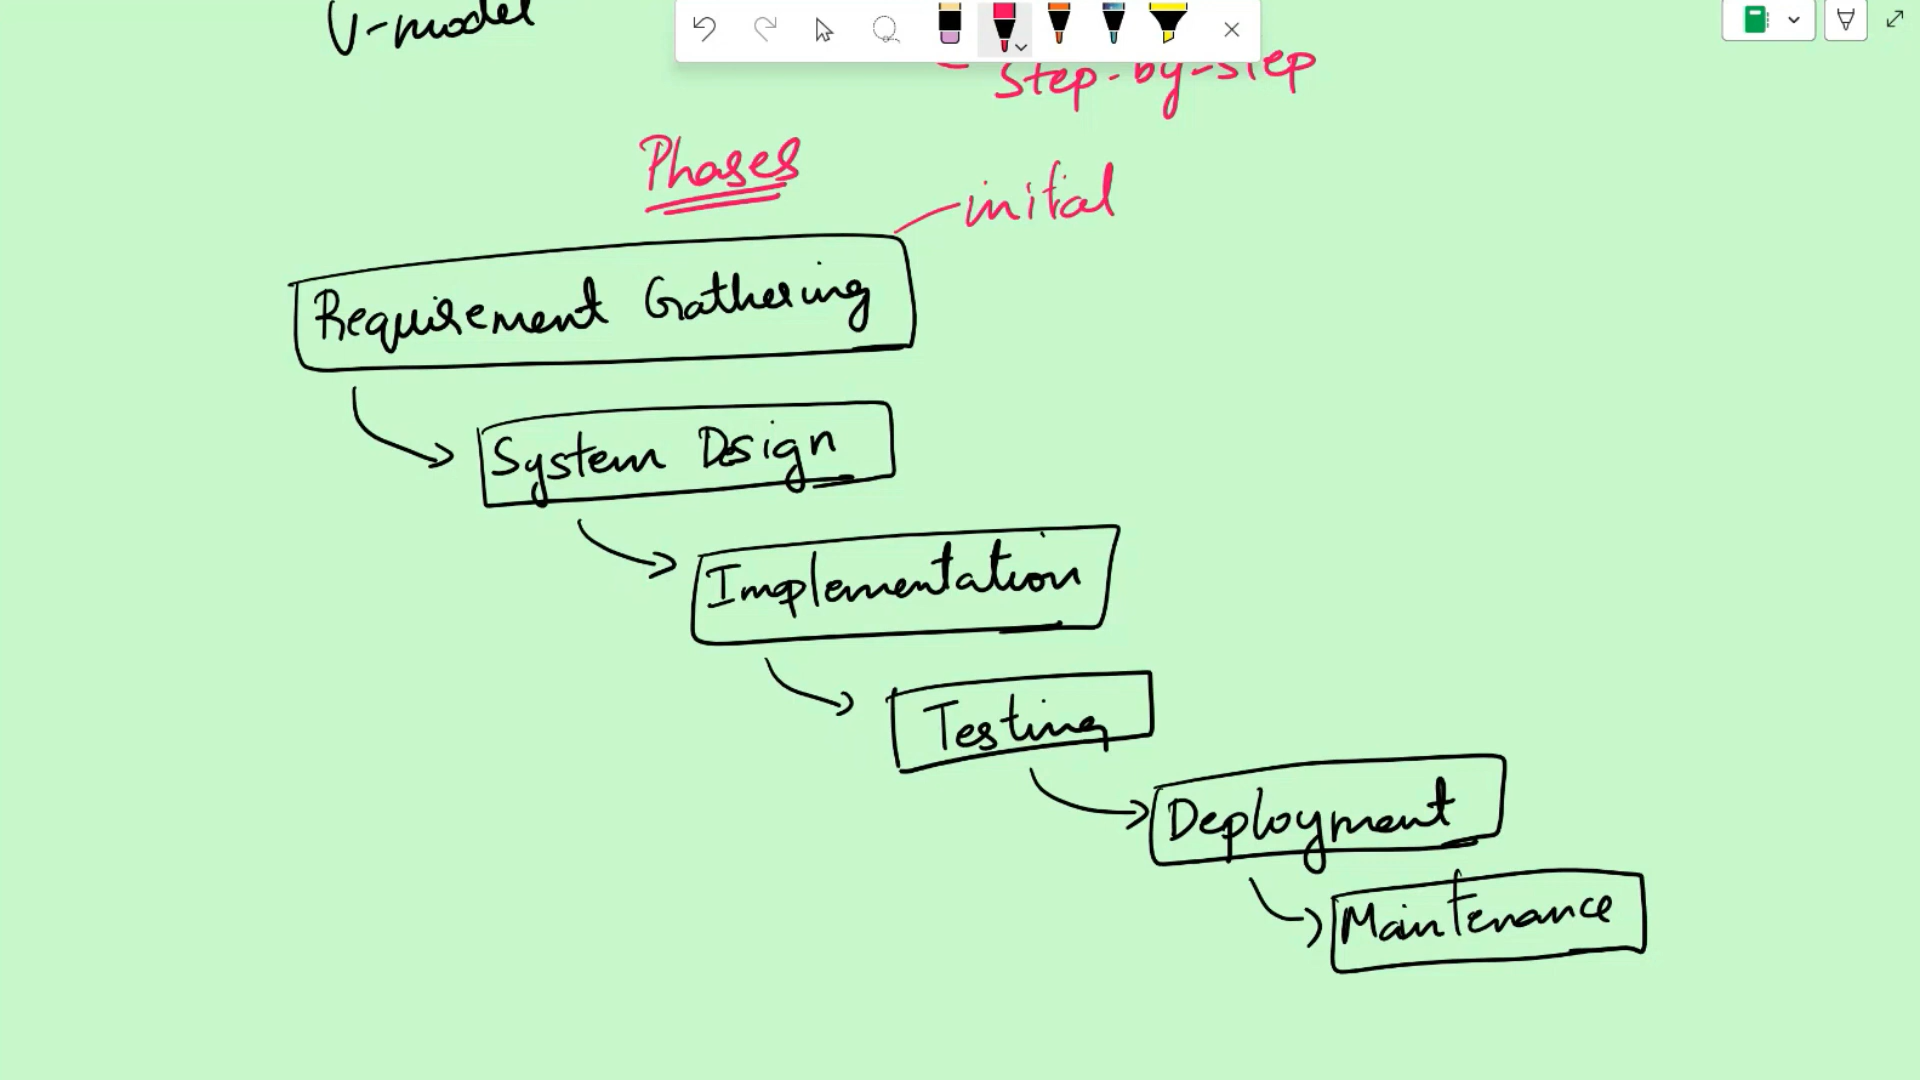 V-model
Step-by-step
Phases
initial
Requirement Gathering
System Design
Implementation
Testing
Deployment
Maintenance